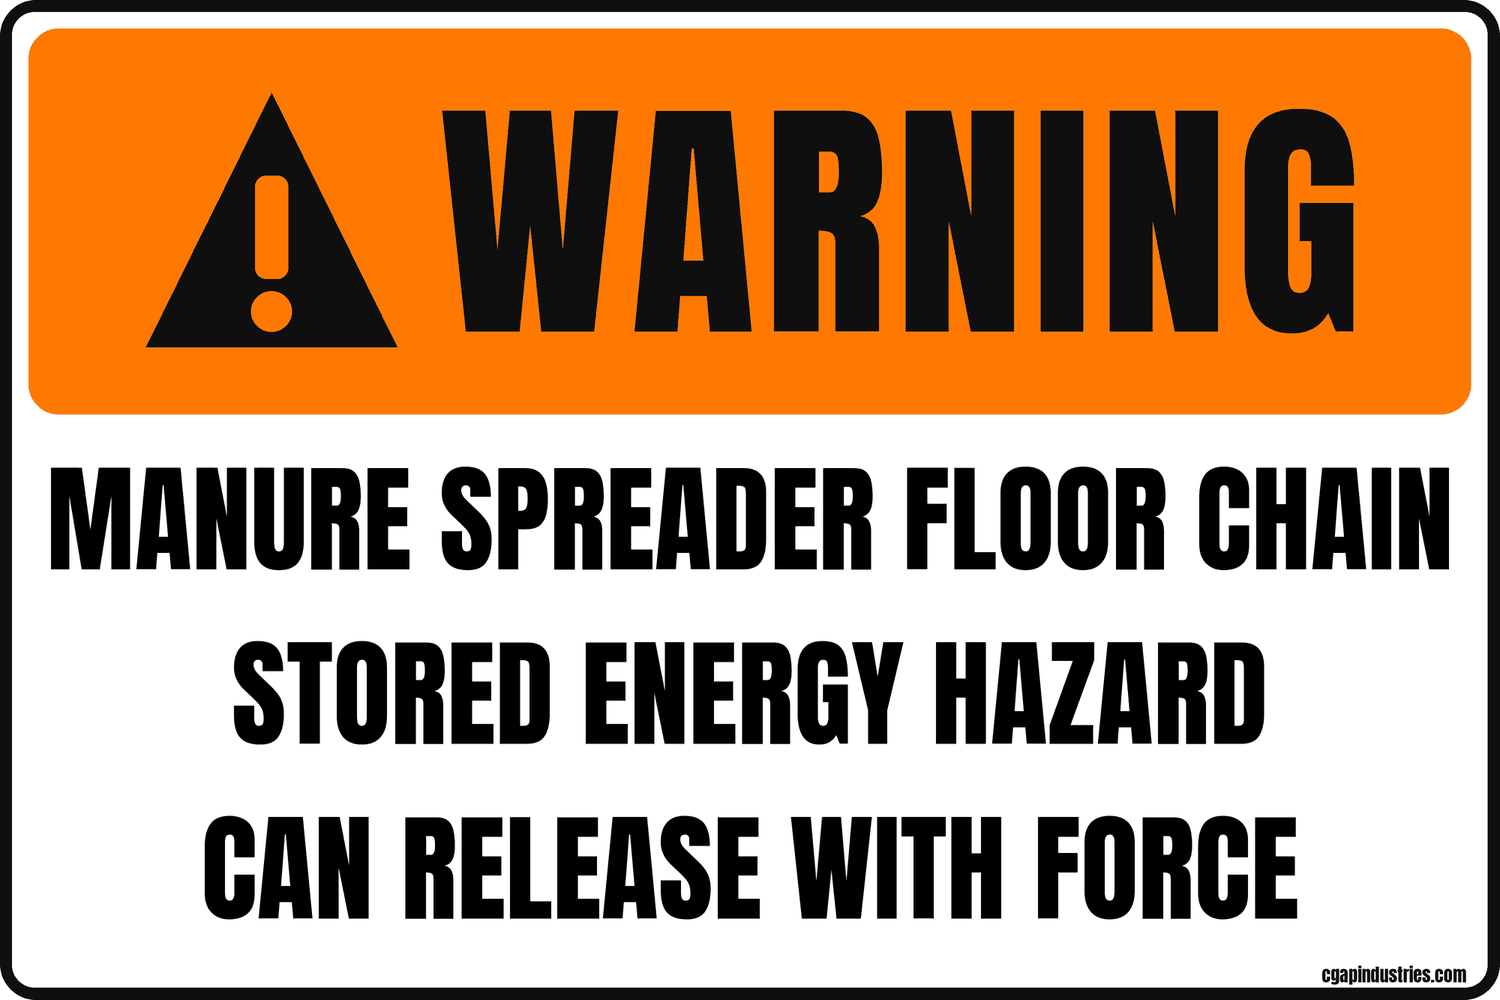 WARNING
MANURE SPREADER FLOOR CHAIN
STORED ENERGY HAZARD
CAN RELEASE WITH FORCE
cgapindustries.com